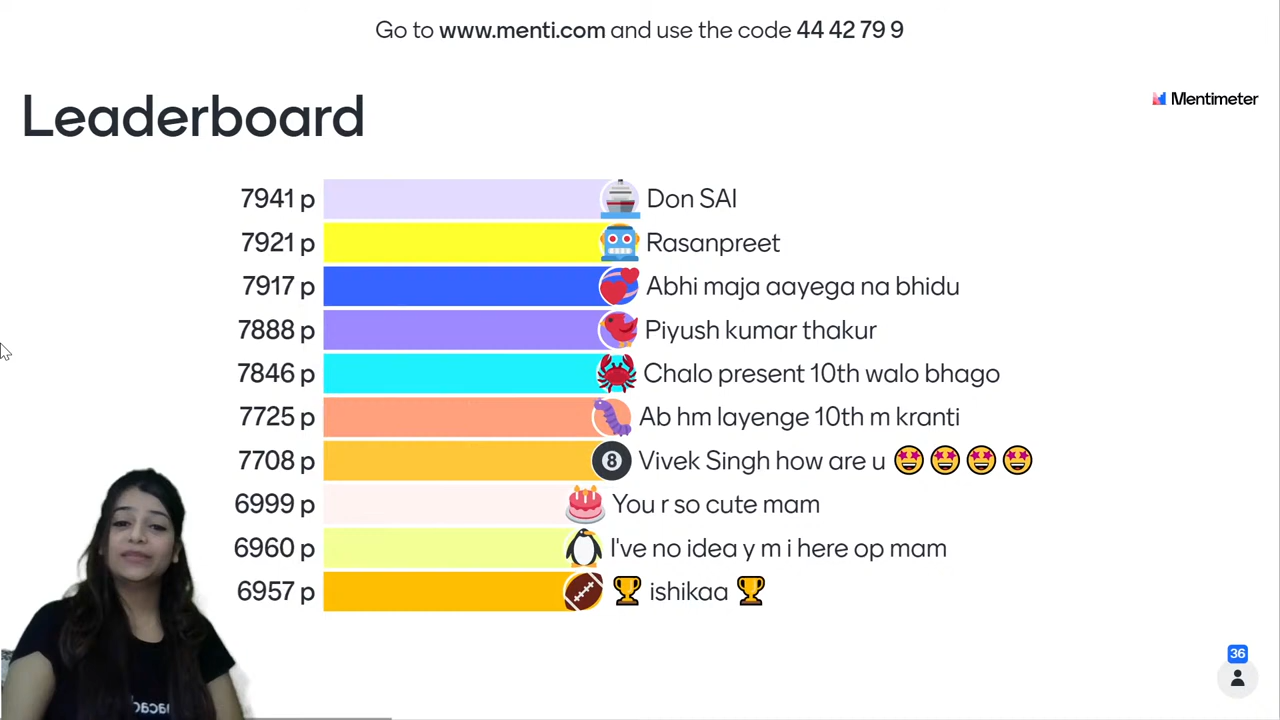 Go to www.menti.com and use the code 44 42 79 9
Leaderboard
Mentimeter
7941 p Don SAI
7921 p Rasanpreet
7917 p Abhi maja aayega na bhidu
7888 p Piyush kumar thakur
7846 p Chalo present 10th walo bhago
7725 p Ab hm layenge 10th m kranti
7708 p 8 Vivek Singh how are u 🤩 🤩 🤩 🤩
6999 p You r so cute mam
6960 p I've no idea y m i here op mam
6957 p 🏆 ishikaa 🏆
36